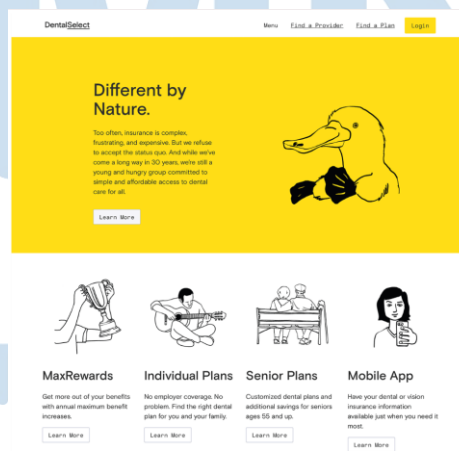 DentalSelect Menu Find a Provider Find a Plan Login
Different by
Nature.
Too often, insurance is complex,
frustrating, and expensive. But we refuse
to accept the status quo. And while we've
come a long way in 30 years, we're still a
young and hungry group committed to
simple and affordable access to dental
care for all.
Learn More
MaxRewards
Get more out of your benefits
with annual maximum benefit
increases.
Learn More
Individual Plans
No employer coverage. No
problem. Find the right dental
plan for you and your family.
Learn More
Senior Plans
Customized dental plans and
additional savings for seniors
ages 55 and up.
Learn More
Mobile App
Have your dental or vision
insurance information
available just when you need it
most.
Learn More